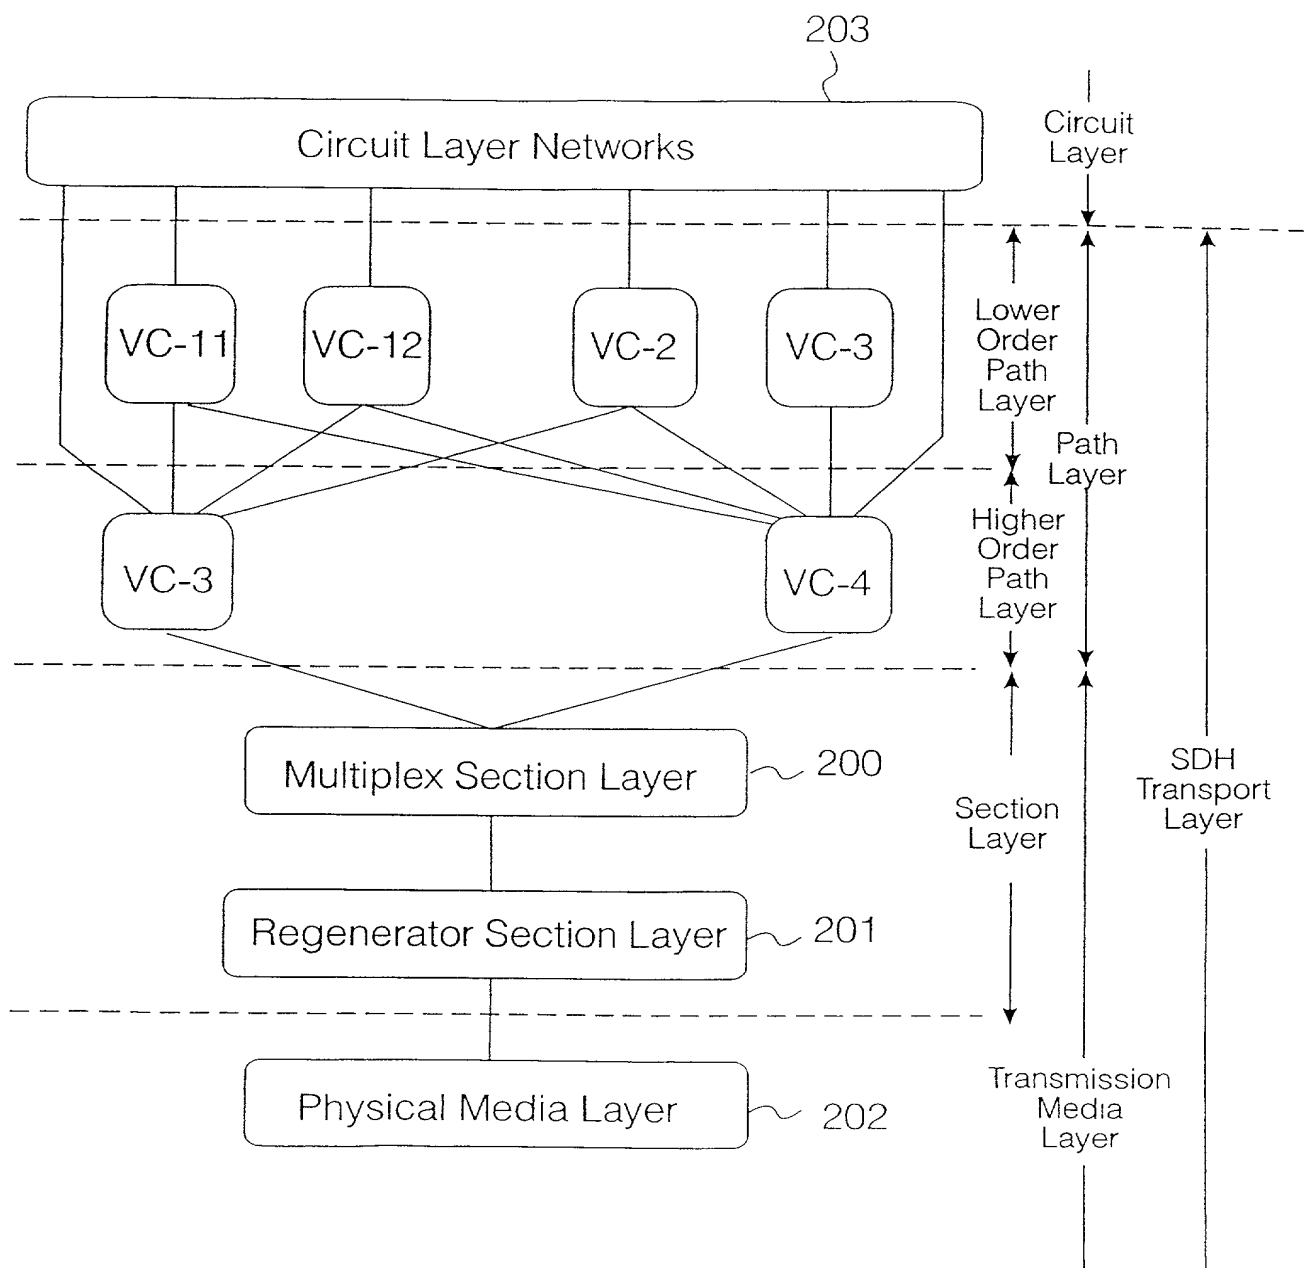 203
Circuit Layer Networks
Circuit
Layer
VC-11
VC-12
VC-2
VC-3
Lower
Order
Path
Layer
Path
Layer
VC-3
VC-4
Higher
Order
Path
Layer
Multiplex Section Layer
200
Section
Layer
SDH
Transport
Layer
Regenerator Section Layer
201
Physical Media Layer
202
Transmission
Media
Layer